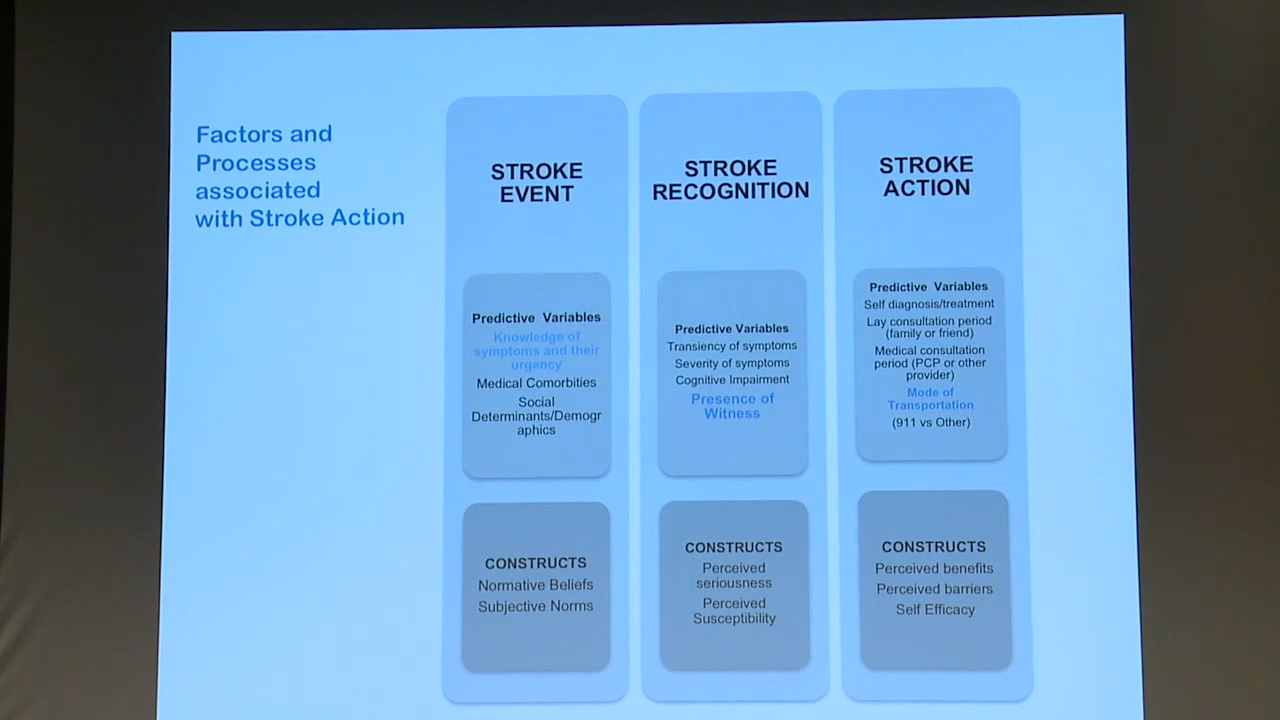 Factors and
Processes
associated
with Stroke Action
STROKE
EVENT
Predictive Variables
Knowledge of
symptoms and their
urgency
Medical Comorbities
Social
Determinants/Demogr
aphics
CONSTRUCTS
Normative Beliefs
Subjective Norms
STROKE
RECOGNITION
Predictive Variables
Transiency of symptoms
Severity of symptoms
Cognitive Impairment
Presence of
Witness
CONSTRUCTS
Perceived
seriousness
Perceived
Susceptibility
STROKE
ACTION
Predictive Variables
Self diagnosis/treatment
Lay consultation period
(family or friend)
Medical consultation
period (PCP or other
provider)
Mode of
Transportation
(911 vs Other)
CONSTRUCTS
Perceived benefits
Perceived barriers
Self Efficacy